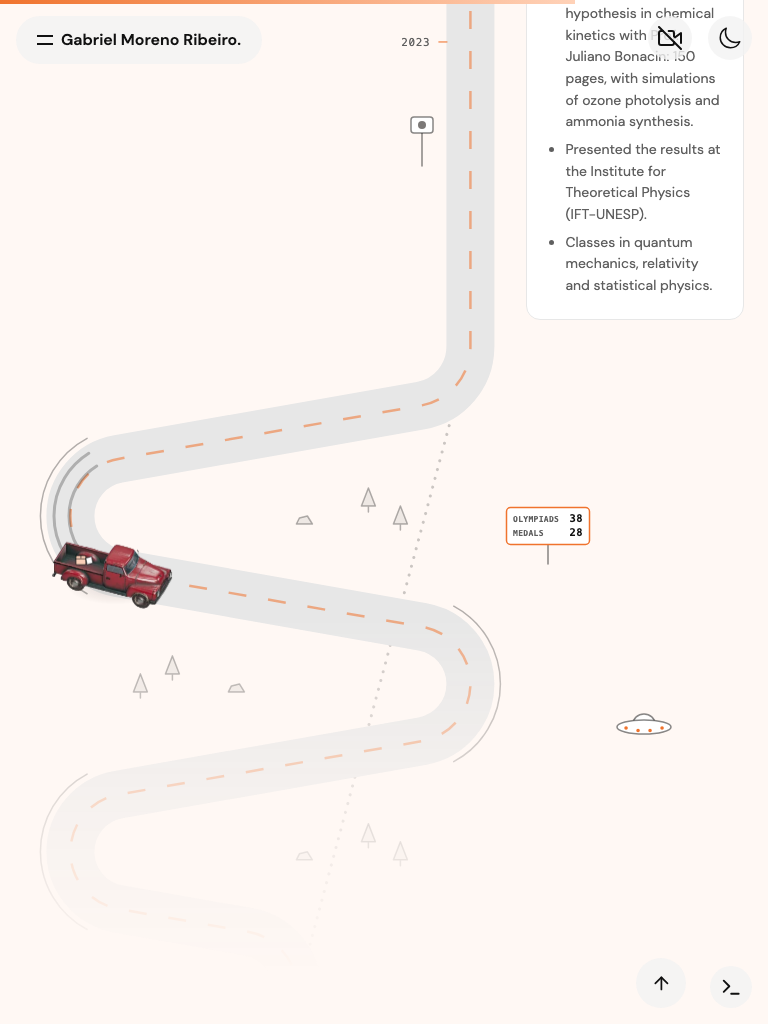 Gabriel Moreno Ribeiro.
2023
hypothesis in chemical
kinetics with
Juliano Bonacin. 150
pages, with simulations
of ozone photolysis and
ammonia synthesis.
Presented the results at
the Institute for
Theoretical Physics
(IFT-UNESP).
Classes in quantum
mechanics, relativity
and statistical physics.
OLYMPIADS 38
MEDALS 28